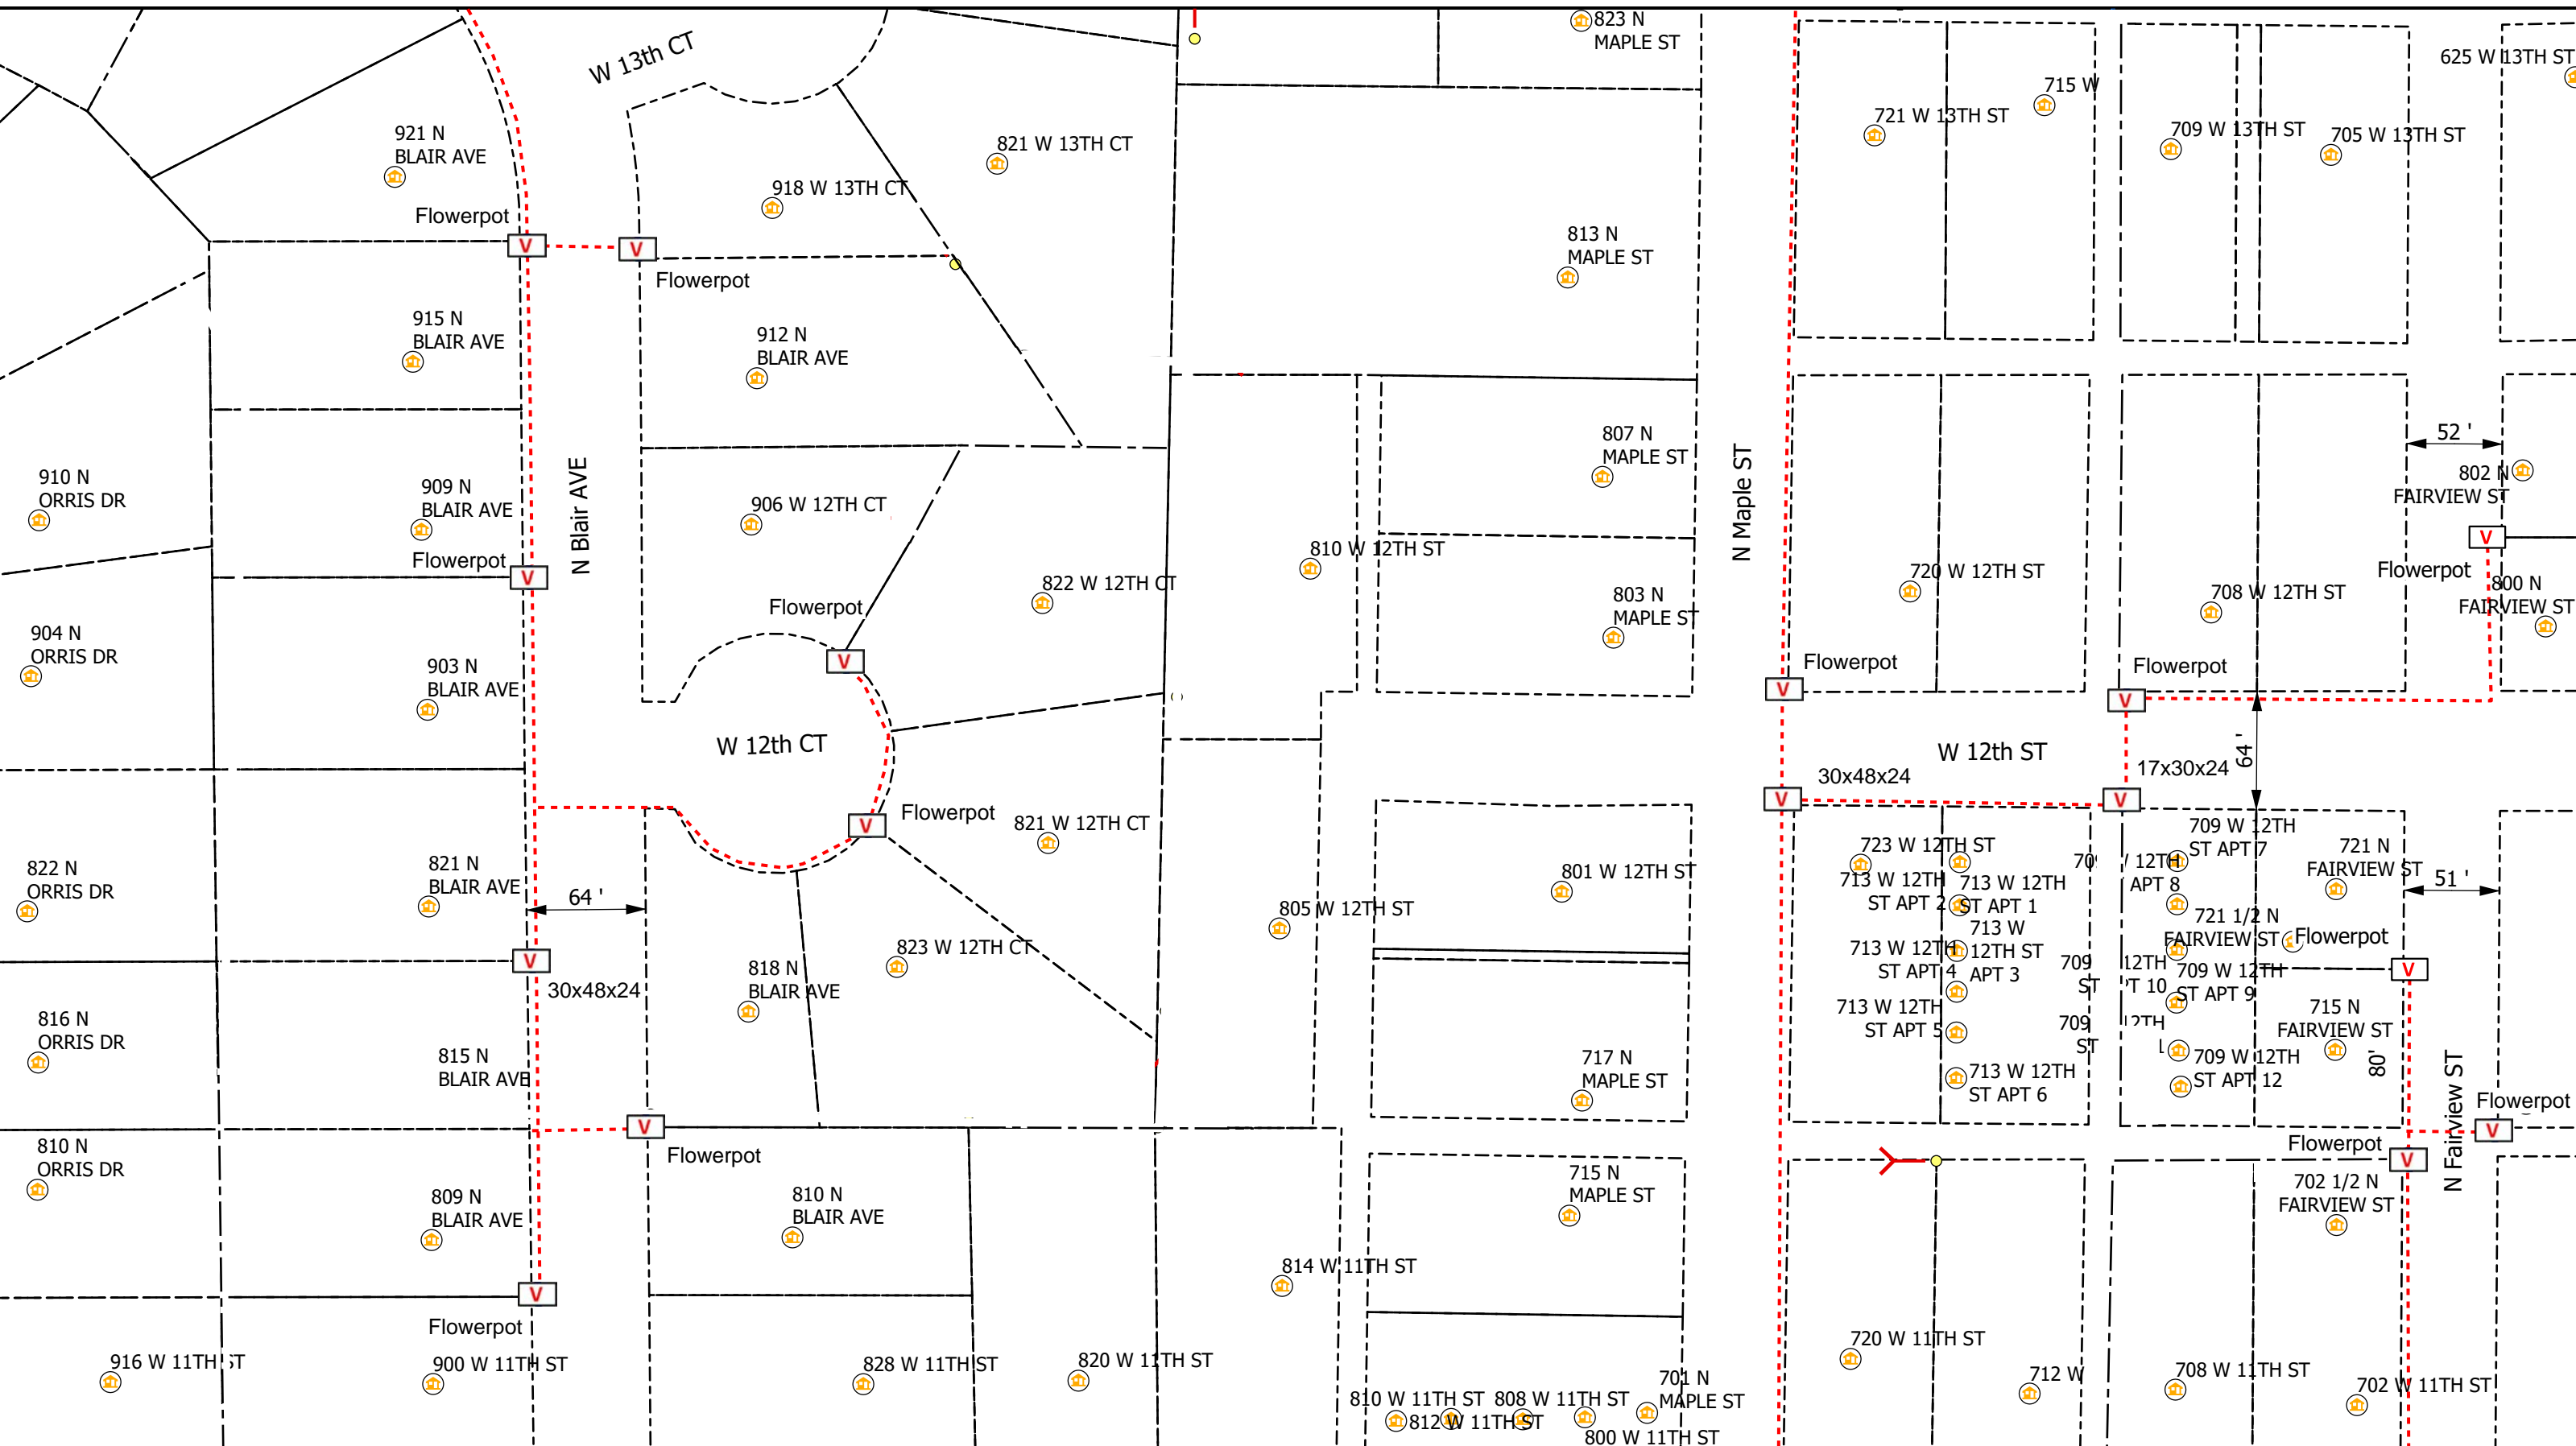 W 13th CT
823 N
MAPLE ST
625 W 13TH ST
715 W
721 W 13TH ST
709 W 13TH ST
705 W 13TH ST
921 N
BLAIR AVE
821 W 13TH CT
918 W 13TH CT
Flowerpot
V
V
Flowerpot
813 N
MAPLE ST
915 N
BLAIR AVE
912 N
BLAIR AVE
52 '
807 N
MAPLE ST
802 N
FAIRVIEW ST
910 N
ORRIS DR
909 N
BLAIR AVE
N Blair AVE
906 W 12TH CT
N Maple ST
V
Flowerpot
V
810 W 12TH ST
822 W 12TH CT
720 W 12TH ST
708 W 12TH ST
Flowerpot
800 N
FAIRVIEW ST
Flowerpot
803 N
MAPLE ST
904 N
ORRIS DR
903 N
BLAIR AVE
V
Flowerpot
V
Flowerpot
V
W 12th CT
W 12th ST
64 '
30x48x24
17x30x24
V
V
Flowerpot
V
821 W 12TH CT
709 W 12TH
ST APT 7
723 W 12TH ST
721 N
FAIRVIEW ST
822 N
ORRIS DR
821 N
BLAIR AVE
64 '
801 W 12TH ST
713 W 12TH
ST APT 2
713 W 12TH
ST APT 1
12TH
APT 8
51 '
805 W 12TH ST
721 1/2 N
FAIRVIEW ST
Flowerpot
823 W 12TH CT
713 W
12TH ST
APT 3
713 W 12TH
ST APT 4
709 12TH
ST T 10
709 W 12TH
ST APT 9
V
V
30x48x24
818 N
BLAIR AVE
713 W 12TH
ST APT 5
709
ST
715 N
FAIRVIEW ST
816 N
ORRIS DR
815 N
BLAIR AVE
717 N
MAPLE ST
713 W 12TH
ST APT 6
709 W 12TH
ST APT 12
80'
N Fairview ST
Flowerpot
V
Flowerpot
V
Flowerpot
V
810 N
ORRIS DR
809 N
BLAIR AVE
810 N
BLAIR AVE
715 N
MAPLE ST
702 1/2 N
FAIRVIEW ST
814 W 11TH ST
V
Flowerpot
916 W 11TH ST
900 W 11TH ST
828 W 11TH ST
820 W 11TH ST
720 W 11TH ST
712 W
708 W 11TH ST
702 W 11TH ST
701 N
MAPLE ST
810 W 11TH ST
808 W 11TH ST
812 W 11TH ST
800 W 11TH ST